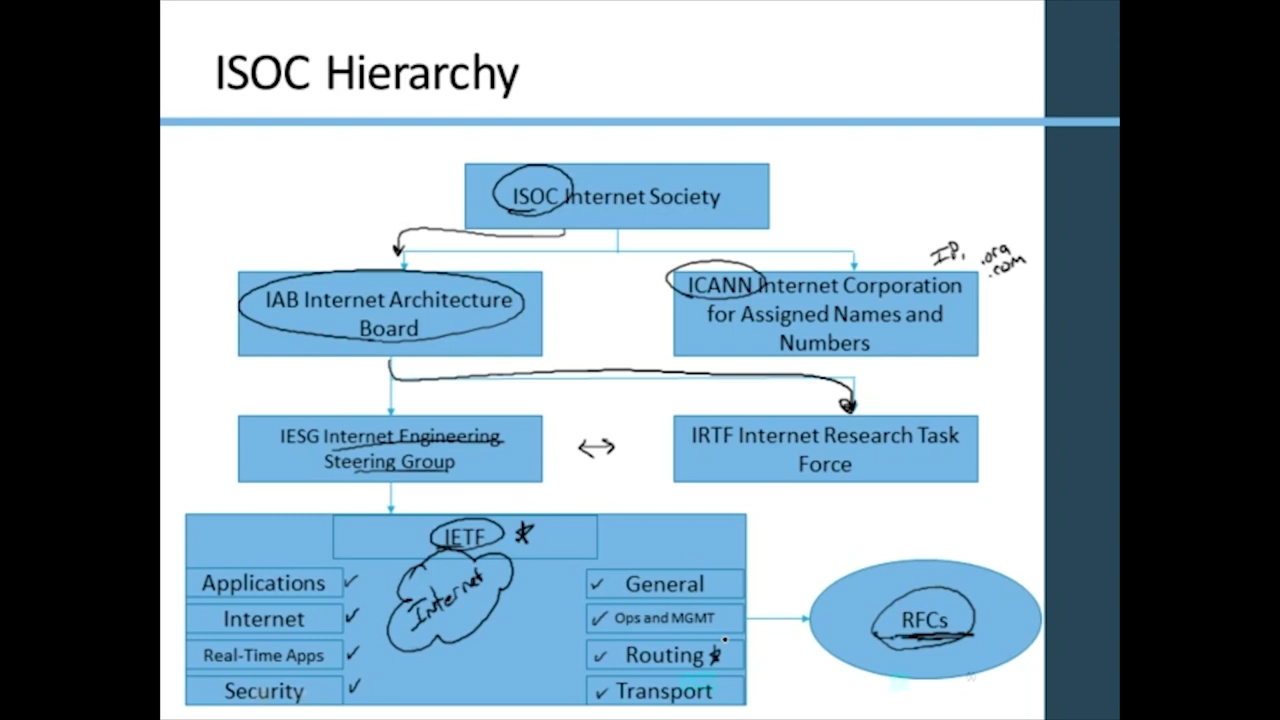 ISOC Hierarchy
ISOC Internet Society
IP, .org
.com
IAB Internet Architecture
Board
ICANN Internet Corporation
for Assigned Names and
Numbers
IESG Internet Engineering
Steering Group
IRTF Internet Research Task
Force
IETF
Internet
Applications
Internet
Real-Time Apps
Security
General
Ops and MGMT
Routing
Transport
RFCs